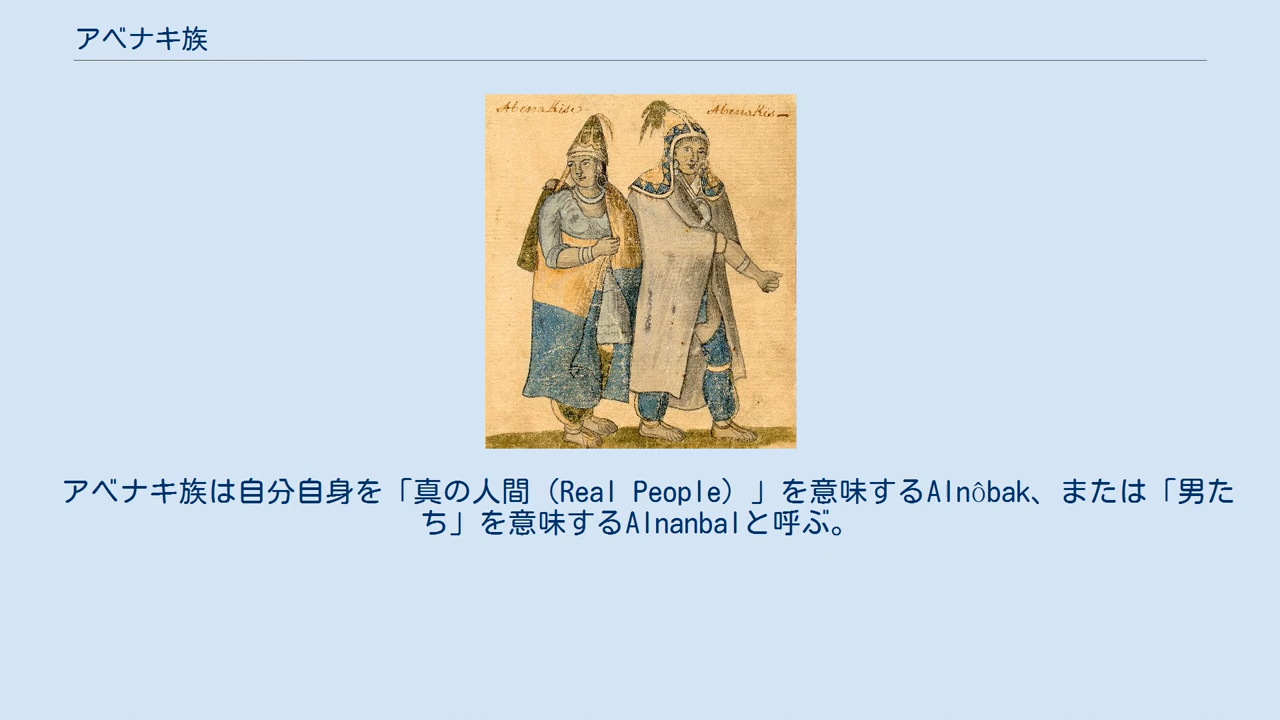 アベナキ族
Abenakise Abenakis
アベナキ族は自分自身を「真の人間（Real People）」を意味するAlnôbak、または「男た
ち」を意味するAlnanbalと呼ぶ。